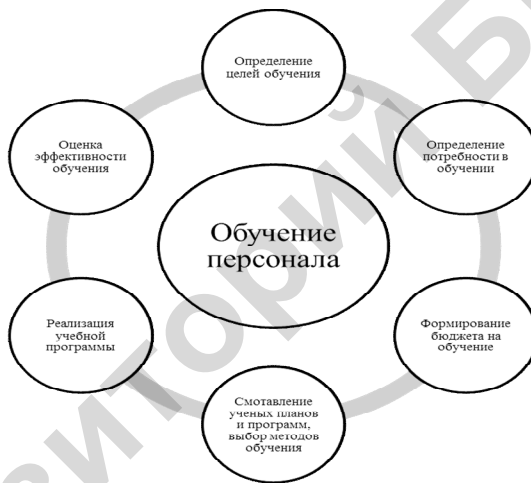 Определение
целей обучения
Определение
потребности в
обучении
Формирование
бюджета на
обучение
Смотавление
ученых планов
и программ,
выбор методов
обучения
Реализация
учебной
программы
Оценка
эффективности
обучения
Обучение
персонала